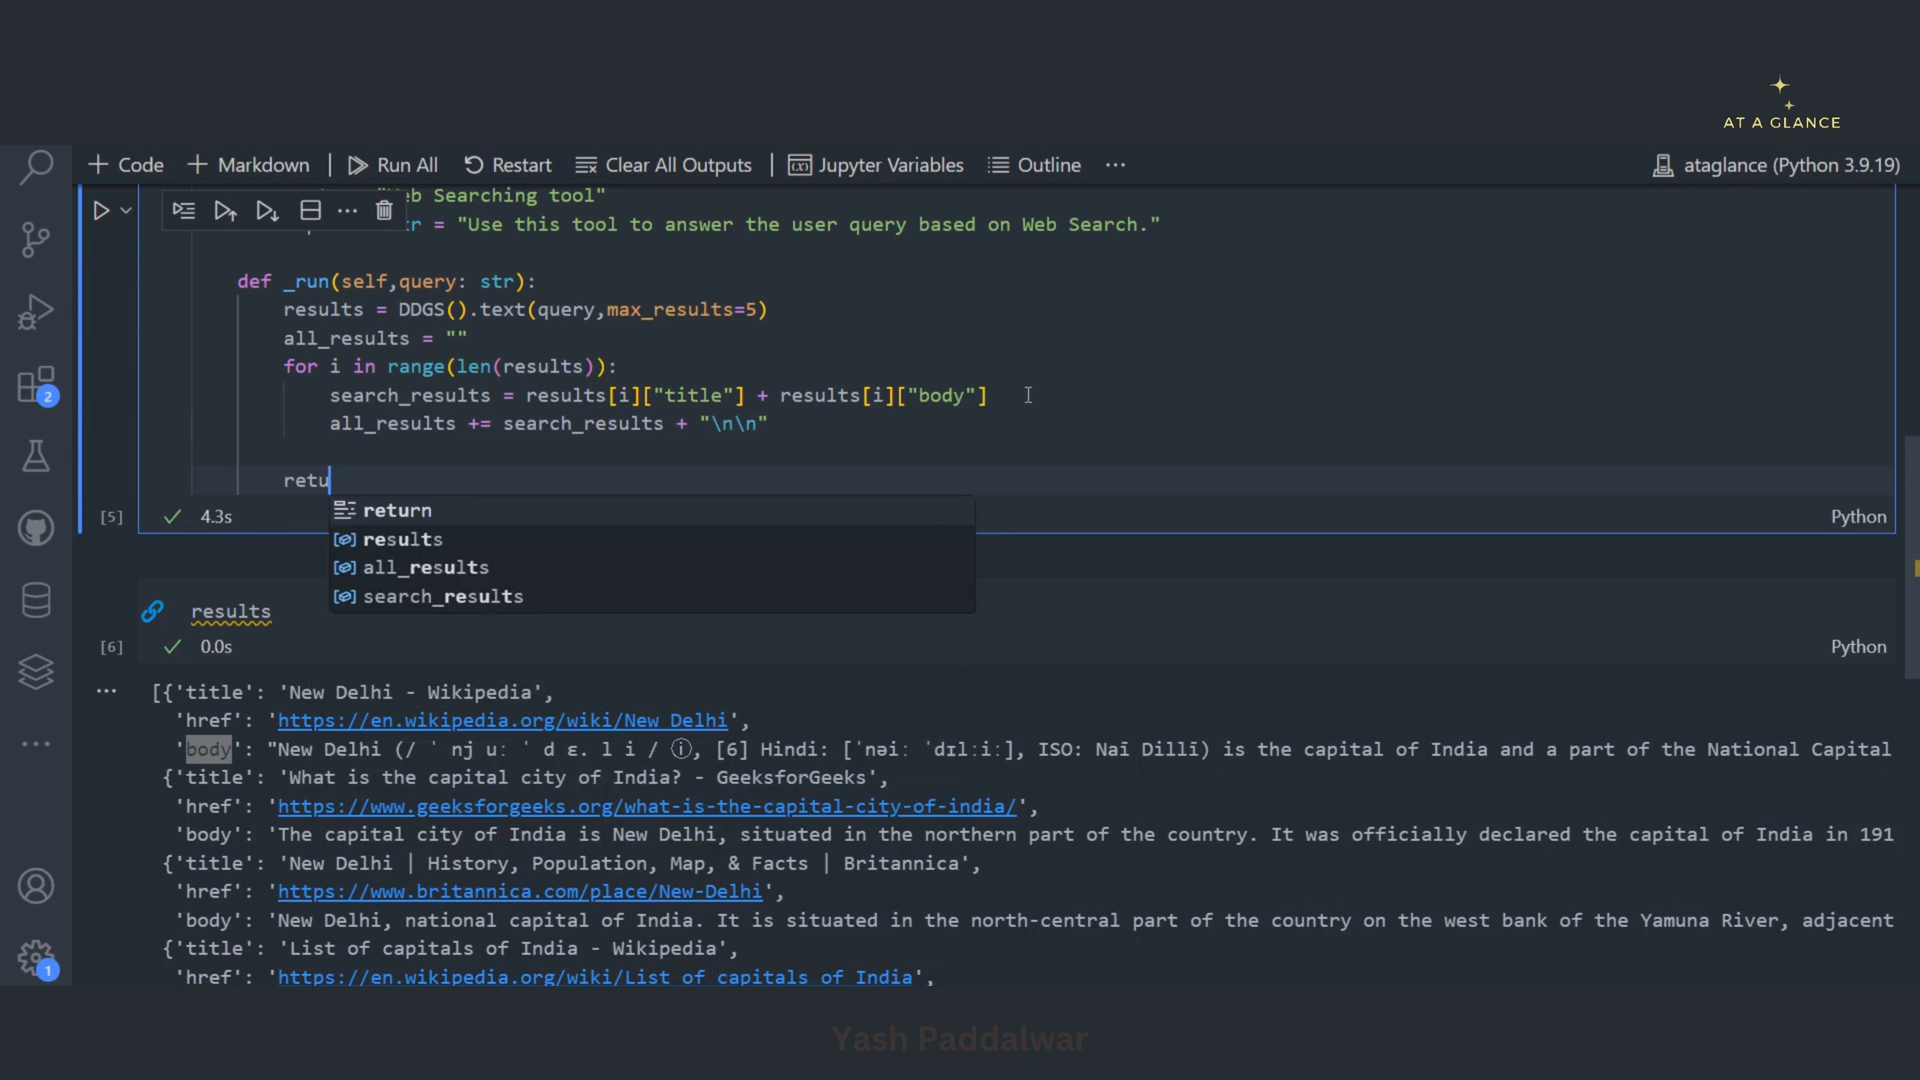 AT A GLANCE
Code Markdown Run All Restart Clear All Outputs Jupyter Variables Outline ataglance (Python 3.9.19)
Searching tool"
= "Use this tool to answer the user query based on Web Search."
def _run(self,query: str):
results = DDGS().text(query,max_results=5)
all_results = ""
for i in range(len(results)):
search_results = results[i]["title"] + results[i]["body"]
all_results += search_results + "\n\n"
retu
return
[5] 4.3s Python
results
all_results
search_results
results
[6] 0.0s Python
[{'title': 'New Delhi - Wikipedia',
'href': 'https://en.wikipedia.org/wiki/New_Delhi',
'body': "New Delhi (/ ˈ nj uː ˈ d ɛ. l i / ⓘ, [6] Hindi: [ˈnəiː ˈdɪlːiː], ISO: Naī Dillī) is the capital of India and a part of the National Capital
{'title': 'What is the capital city of India? - GeeksforGeeks',
'href': 'https://www.geeksforgeeks.org/what-is-the-capital-city-of-india/',
'body': 'The capital city of India is New Delhi, situated in the northern part of the country. It was officially declared the capital of India in 191
{'title': 'New Delhi | History, Population, Map, & Facts | Britannica',
'href': 'https://www.britannica.com/place/New-Delhi',
'body': 'New Delhi, national capital of India. It is situated in the north-central part of the country on the west bank of the Yamuna River, adjacent
{'title': 'List of capitals of India - Wikipedia',
'href': 'https://en.wikipedia.org/wiki/List_of_capitals_of_India',
2
1
Yash Paddalwar